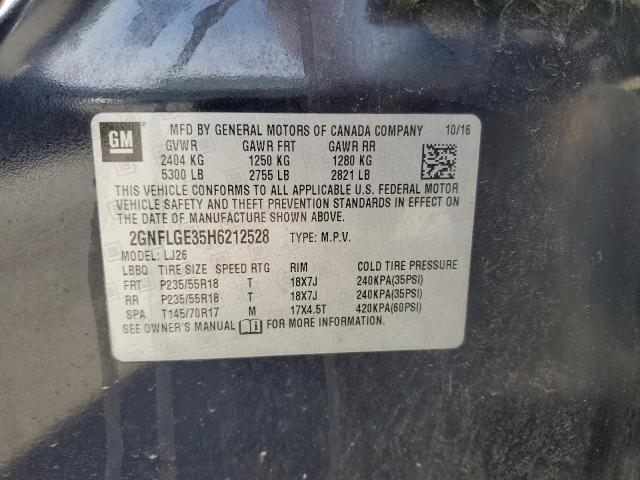 GM MFD BY GENERAL MOTORS OF CANADA COMPANY 10/16
GVWR GAWR FRT GAWR RR
2404 KG 1250 KG 1280 KG
5300 LB 2755 LB 2821 LB
THIS VEHICLE CONFORMS TO ALL APPLICABLE U.S. FEDERAL MOTOR
VEHICLE SAFETY AND THEFT PREVENTION STANDARDS IN EFFECT ON
THE DATE OF MANUFACTURE SHOWN ABOVE.
2GNFLGE35H6212528 TYPE: M.P.V.
MODEL: LJ26
LBBQ TIRE SIZE SPEED RTG RIM COLD TIRE PRESSURE
FRT P235/55R18 T 18X7J 240KPA(35PSI)
RR P235/55R18 T 18X7J 240KPA(35PSI)
SPA T145/70R17 M 17X4.5T 420KPA(60PSI)
SEE OWNER'S MANUAL FOR MORE INFORMATION.